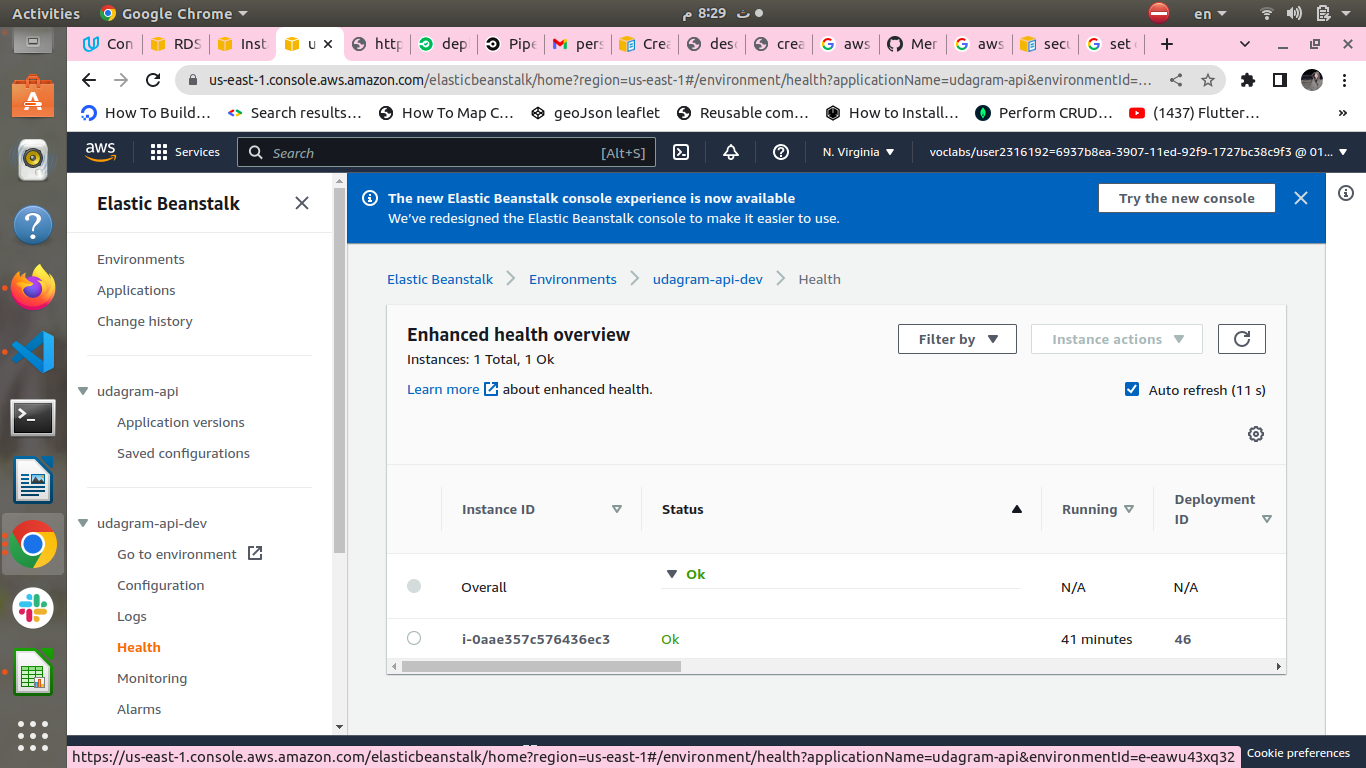 Activities
Google Chrome
8:29 م
ث
en
Con
RDS
Inst
u
http
dep
Pipe
pers
Crea
desc
crea
aws
Mer
aws
secu
set
us-east-1.console.aws.amazon.com/elasticbeanstalk/home?region=us-east-1#/environment/health?applicationName=udagram-api&environmentId=...
How To Build...
Search results...
How To Map C...
geoJson leaflet
Reusable com...
How to Install...
Perform CRUD...
(1437) Flutter...
»
aws
Services
Search
[Alt+S]
N. Virginia
voclabs/user2316192=6937b8ea-3907-11ed-92f9-1727bc38c9f3 @ 01...
Elastic Beanstalk
Environments
Applications
Change history
udagram-api
Application versions
Saved configurations
udagram-api-dev
Go to environment
Configuration
Logs
Health
Monitoring
Alarms
The new Elastic Beanstalk console experience is now available
We've redesigned the Elastic Beanstalk console to make it easier to use.
Try the new console
Elastic Beanstalk
Environments
udagram-api-dev
Health
Enhanced health overview
Instances: 1 Total, 1 Ok
Learn more about enhanced health.
Filter by
Instance actions
Auto refresh (11 s)
Instance ID
Status
Running
Deployment ID
Overall
Ok
N/A
N/A
i-0aae357c576436ec3
Ok
41 minutes
46
https://us-east-1.console.aws.amazon.com/elasticbeanstalk/home?region=us-east-1#/environment/health?applicationName=udagram-api&environmentId=e-eawu43xq32
Cookie preferences